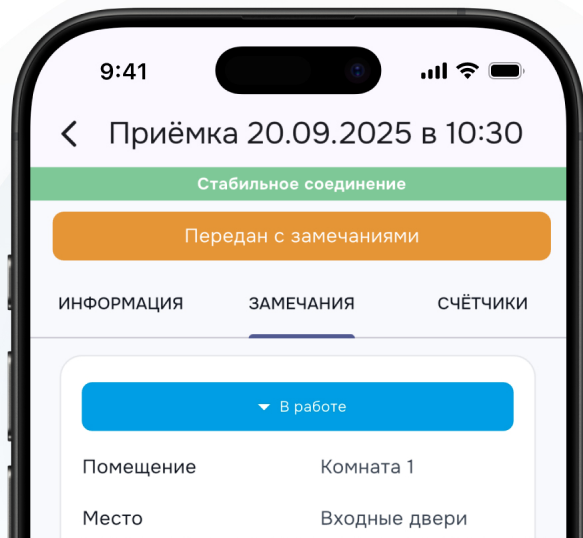 9:41
Приёмка 20.09.2025 в 10:30
Стабильное соединение
Передан с замечаниями
ИНФОРМАЦИЯ ЗАМЕЧАНИЯ СЧЁТЧИКИ
В работе
Помещение Комната 1
Место Входные двери